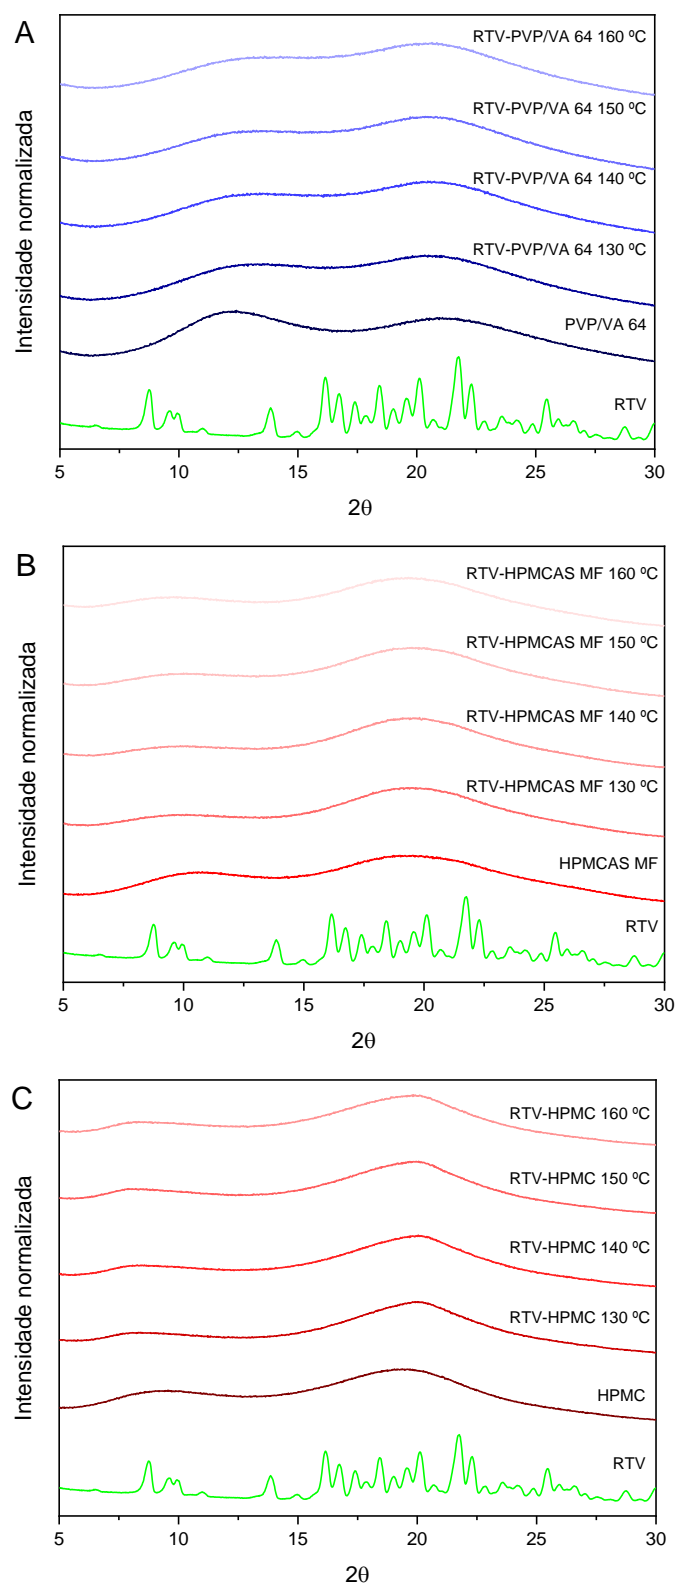 A
RTV-PVP/VA 64 160 ºC
RTV-PVP/VA 64 150 ºC
RTV-PVP/VA 64 140 ºC
RTV-PVP/VA 64 130 ºC
PVP/VA 64
RTV
Intensidade normalizada
5 10 15 20 25 30
2θ
B
RTV-HPMCAS MF 160 ºC
RTV-HPMCAS MF 150 ºC
RTV-HPMCAS MF 140 ºC
RTV-HPMCAS MF 130 ºC
HPMCAS MF
RTV
Intensidade normalizada
5 10 15 20 25 30
2θ
C
RTV-HPMC 160 ºC
RTV-HPMC 150 ºC
RTV-HPMC 140 ºC
RTV-HPMC 130 ºC
HPMC
RTV
Intensidade normalizada
5 10 15 20 25 30
2θ